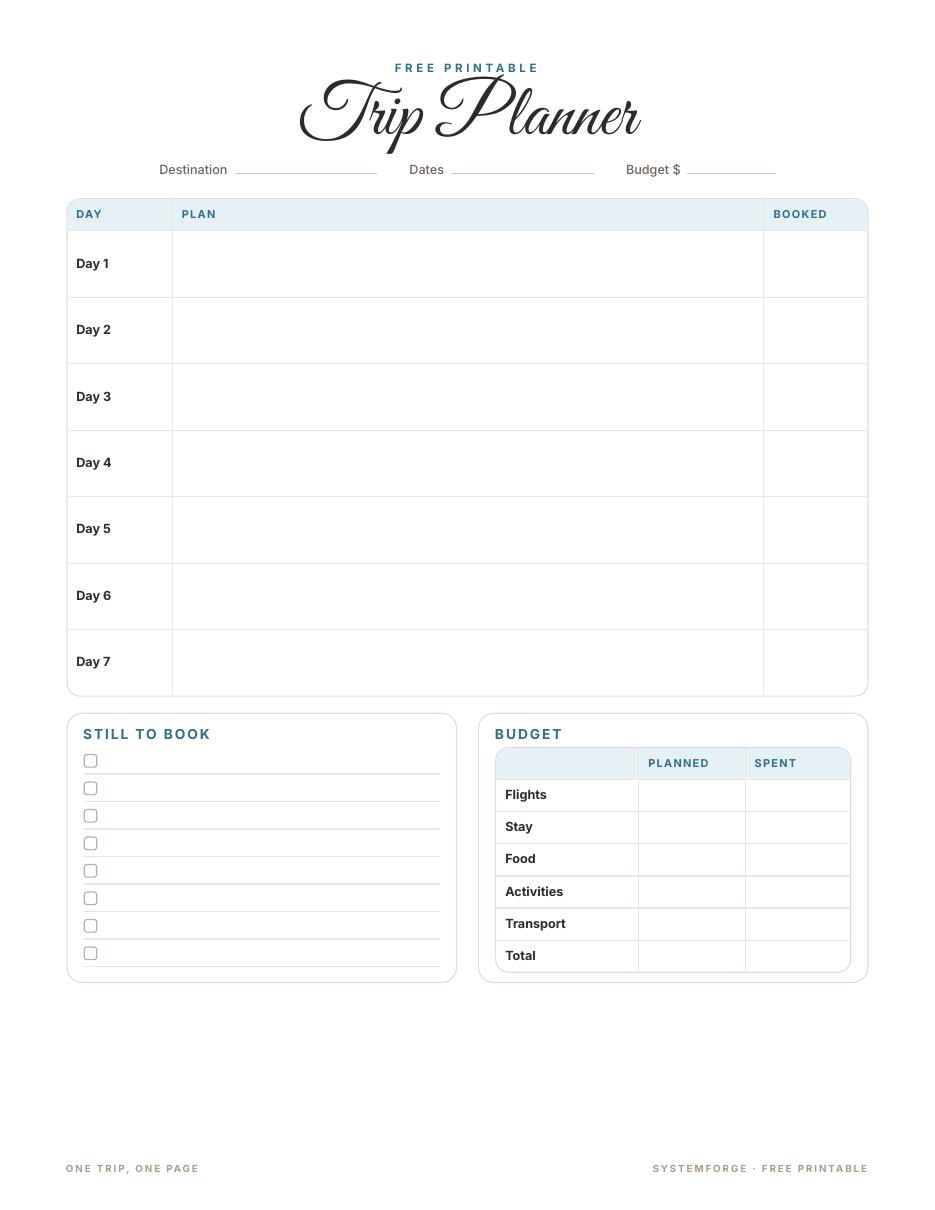 FREE PRINTABLE
Trip Planner
Destination Dates Budget $
DAY PLAN BOOKED
Day 1
Day 2
Day 3
Day 4
Day 5
Day 6
Day 7
STILL TO BOOK
BUDGET
PLANNED SPENT
Flights
Stay
Food
Activities
Transport
Total
ONE TRIP, ONE PAGE
SYSTEMFORGE · FREE PRINTABLE